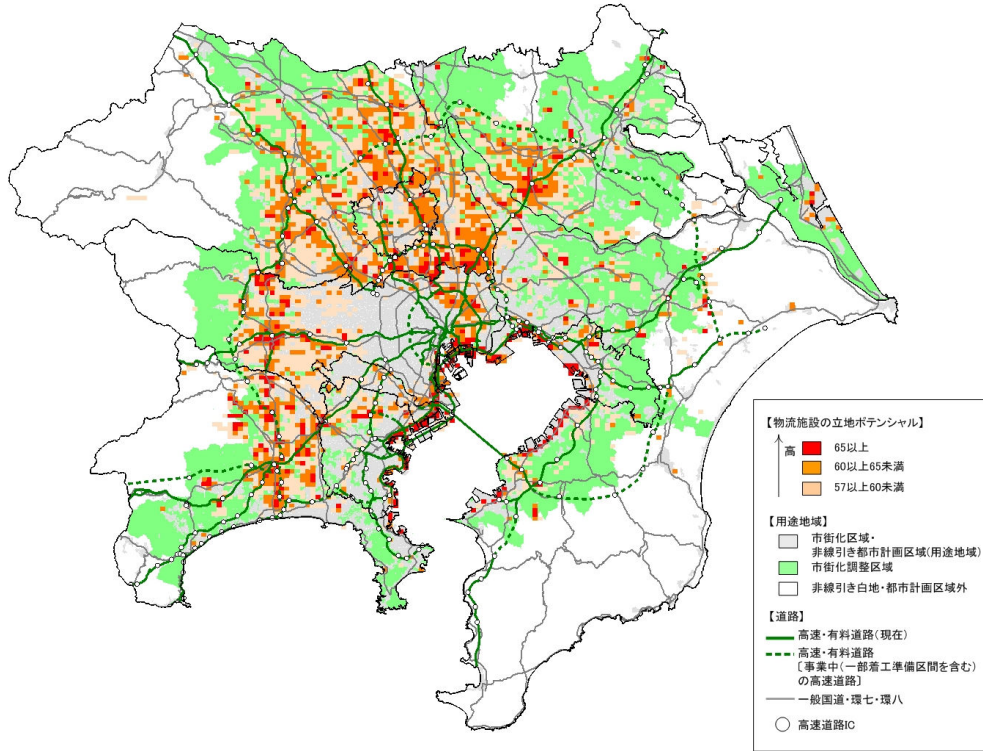 【物流施設の立地ポテンシャル】
高
65以上
60以上65未満
57以上60未満
【用途地域】
市街化区域・
非線引き都市計画区域(用途地域)
市街化調整区域
非線引き白地・都市計画区域外
【道路】
高速・有料道路(現在)
高速・有料道路
〔事業中(一部着工準備区間を含む)
の高速道路〕
一般国道・環七・環八
高速道路IC